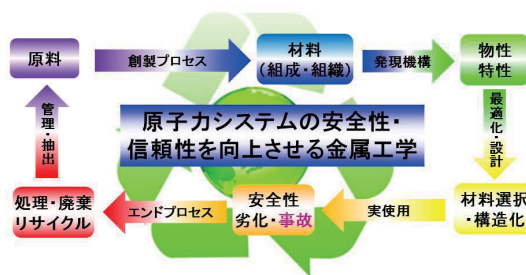 原料
創製プロセス
材料
(組成・組織)
発現機構
物性
特性
最適化・設計
材料選択
・構造化
実使用
安全性
劣化・事故
エンドプロセス
処理・廃棄
リサイクル
管理・抽出
原子力システムの安全性・
信頼性を向上させる金属工学